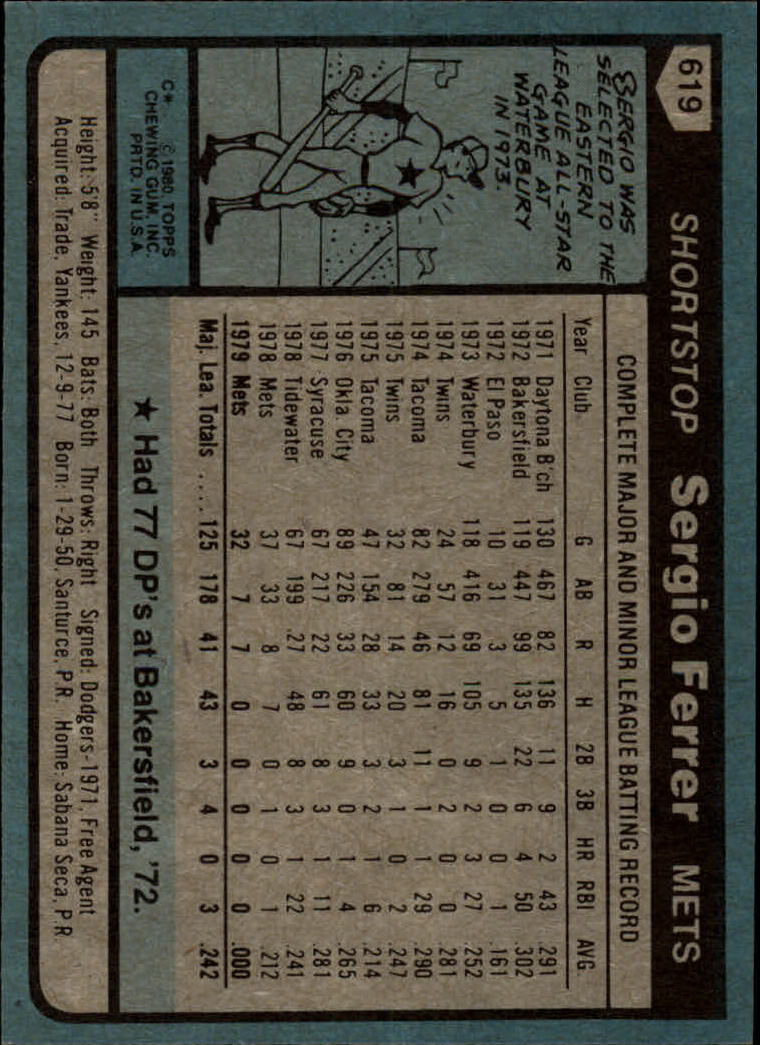 619
SHORTSTOP Sergio Ferrer METS
SERGIO WAS
SELECTED TO THE
EASTERN
LEAGUE ALL-STAR
GAME AT
WATERBURY
IN 1973.
C* © 1980 TOPPS
CHEWING GUM, INC.
PRTD. IN U.S.A.
COMPLETE MAJOR AND MINOR LEAGUE BATTING RECORD
Year Club G AB R H 2B 3B HR RBI AVG.
1971 Daytona B'ch 130 467 82 136 11 9 2 43 .291
1972 Bakersfield 119 447 99 135 22 6 4 50 .302
1972 El Paso 10 31 3 5 1 0 0 1 .161
1973 Waterbury 118 416 69 105 9 2 3 27 .252
1974 Twins 24 57 12 16 0 2 0 0 .281
1974 Tacoma 82 279 46 81 11 1 1 29 .290
1975 Twins 32 81 14 20 3 1 0 2 .247
1975 Tacoma 47 154 28 33 3 2 1 6 .214
1976 Okla. City 89 226 33 60 9 0 1 4 .265
1977 Syracuse 67 217 22 61 8 3 1 11 .281
1978 Tidewater 67 199 27 48 8 3 1 22 .241
1978 Mets 37 33 8 7 0 1 0 1 .212
1979 Mets 32 7 7 0 0 0 0 0 .000
Maj. Lea. Totals .... 125 178 41 43 3 4 0 3 .242
★ Had 77 DP's at Bakersfield, '72.
Height: 5'8" Weight: 145 Bats: Both Throws: Right Signed: Dodgers-1971, Free Agent
Acquired: Trade, Yankees, 12-9-77 Born: 1-29-50, Santurce, P.R. Home: Sabana Seca, P.R.